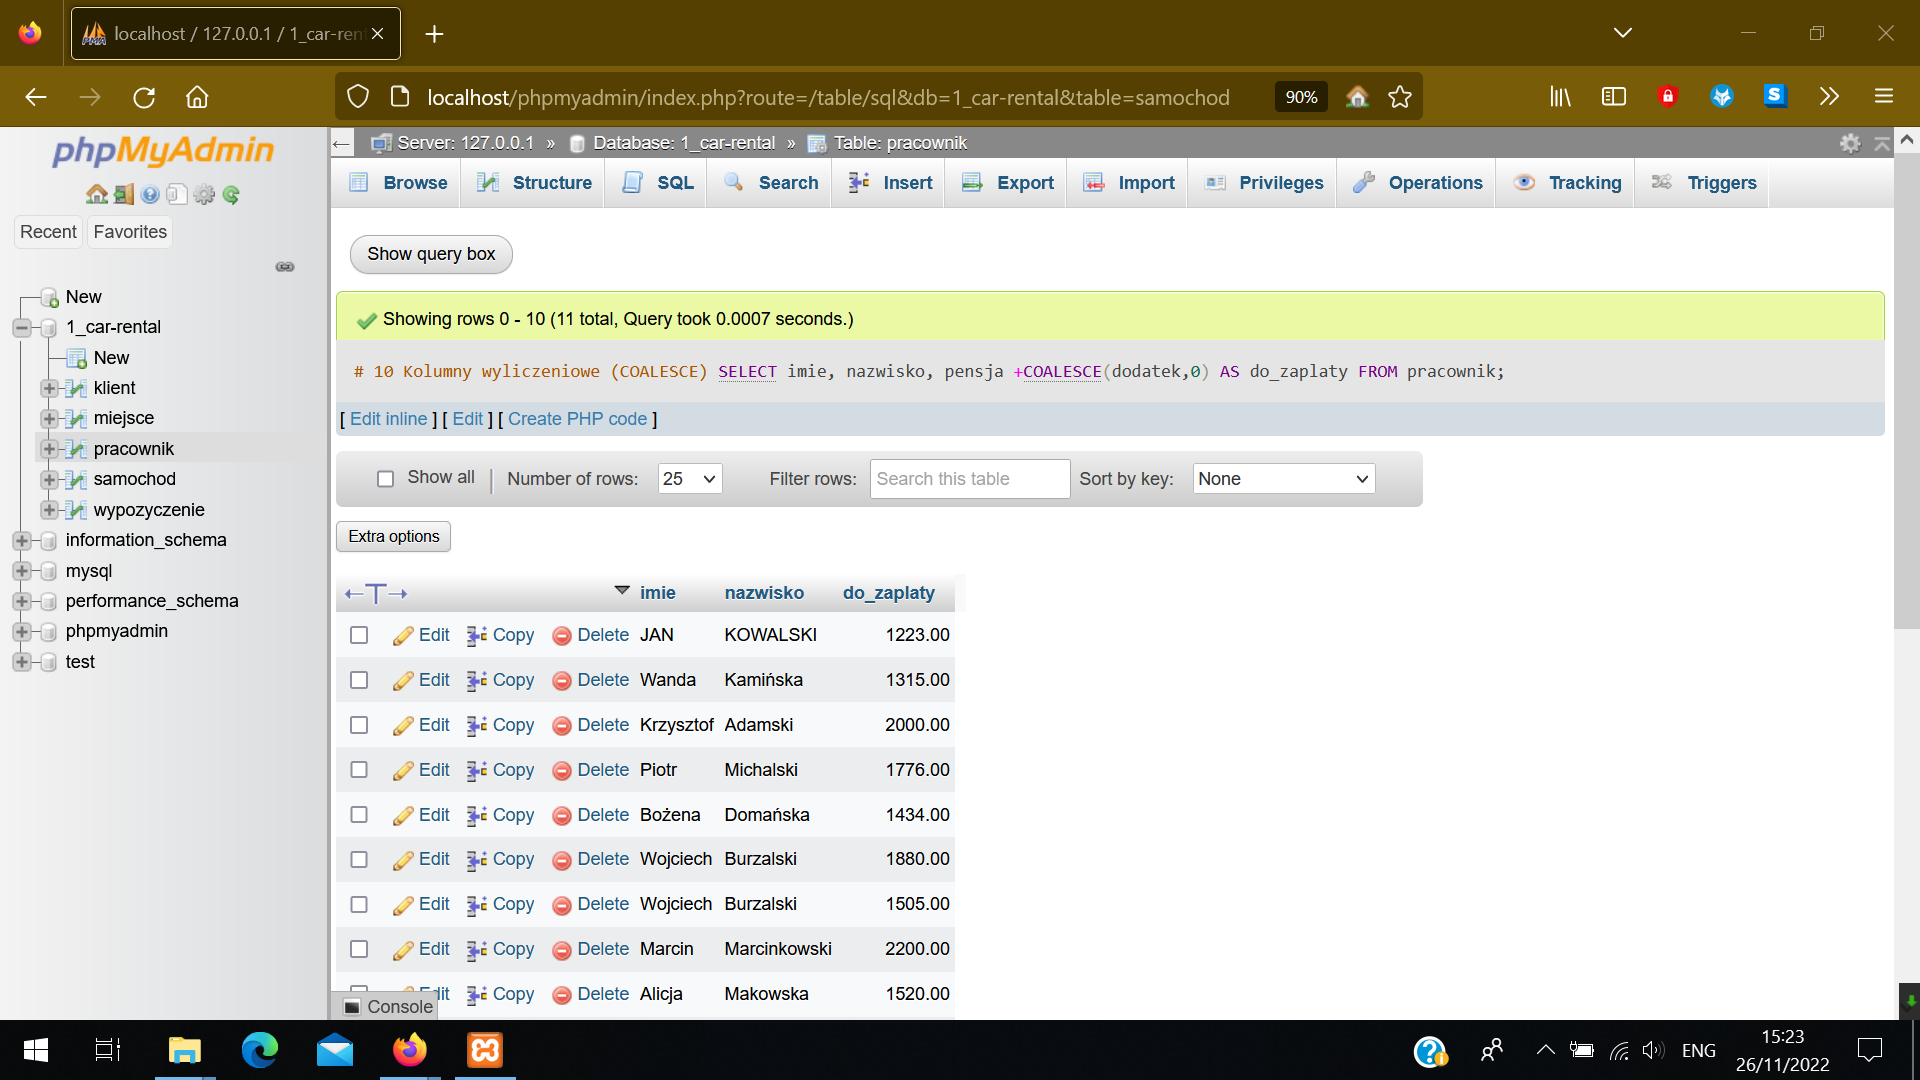 localhost / 127.0.0.1 / 1_car-ren
localhost/phpmyadmin/index.php?route=/table/sql&db=1_car-rental&table=samochod
90%
phpMyAdmin
Recent
Favorites
New
1_car-rental
New
klient
miejsce
pracownik
samochod
wypozyczenie
information_schema
mysql
performance_schema
phpmyadmin
test
Server: 127.0.0.1 » Database: 1_car-rental » Table: pracownik
Browse Structure SQL Search Insert Export Import Privileges Operations Tracking Triggers
Show query box
Showing rows 0 - 10 (11 total, Query took 0.0007 seconds.)
# 10 Kolumny wyliczeniowe (COALESCE) SELECT imie, nazwisko, pensja +COALESCE(dodatek,0) AS do_zaplaty FROM pracownik;
[ Edit inline ] [ Edit ] [ Create PHP code ]
Show all | Number of rows: 25 Filter rows: Search this table Sort by key: None
Extra options
imie nazwisko do_zaplaty
Edit Copy Delete JAN KOWALSKI 1223.00
Edit Copy Delete Wanda Kamińska 1315.00
Edit Copy Delete Krzysztof Adamski 2000.00
Edit Copy Delete Piotr Michalski 1776.00
Edit Copy Delete Bożena Domańska 1434.00
Edit Copy Delete Wojciech Burzalski 1880.00
Edit Copy Delete Wojciech Burzalski 1505.00
Edit Copy Delete Marcin Marcinkowski 2200.00
Edit Copy Delete Alicja Makowska 1520.00
Console
ENG
15:23
26/11/2022